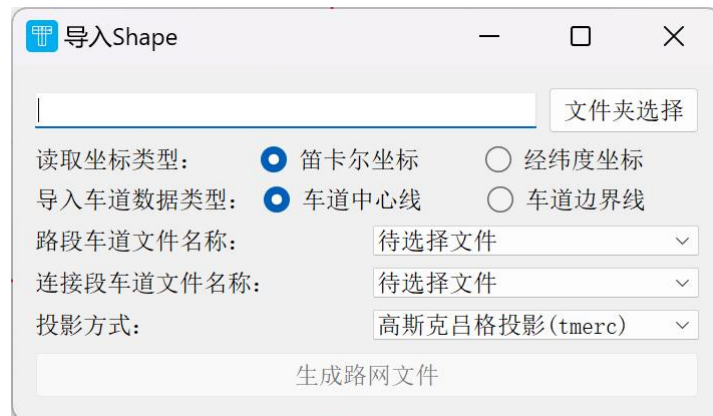 导入Shape
文件夹选择
读取坐标类型： 笛卡尔坐标 经纬度坐标
导入车道数据类型： 车道中心线 车道边界线
路段车道文件名称： 待选择文件
连接段车道文件名称： 待选择文件
投影方式： 高斯克吕格投影(tmerc)
生成路网文件